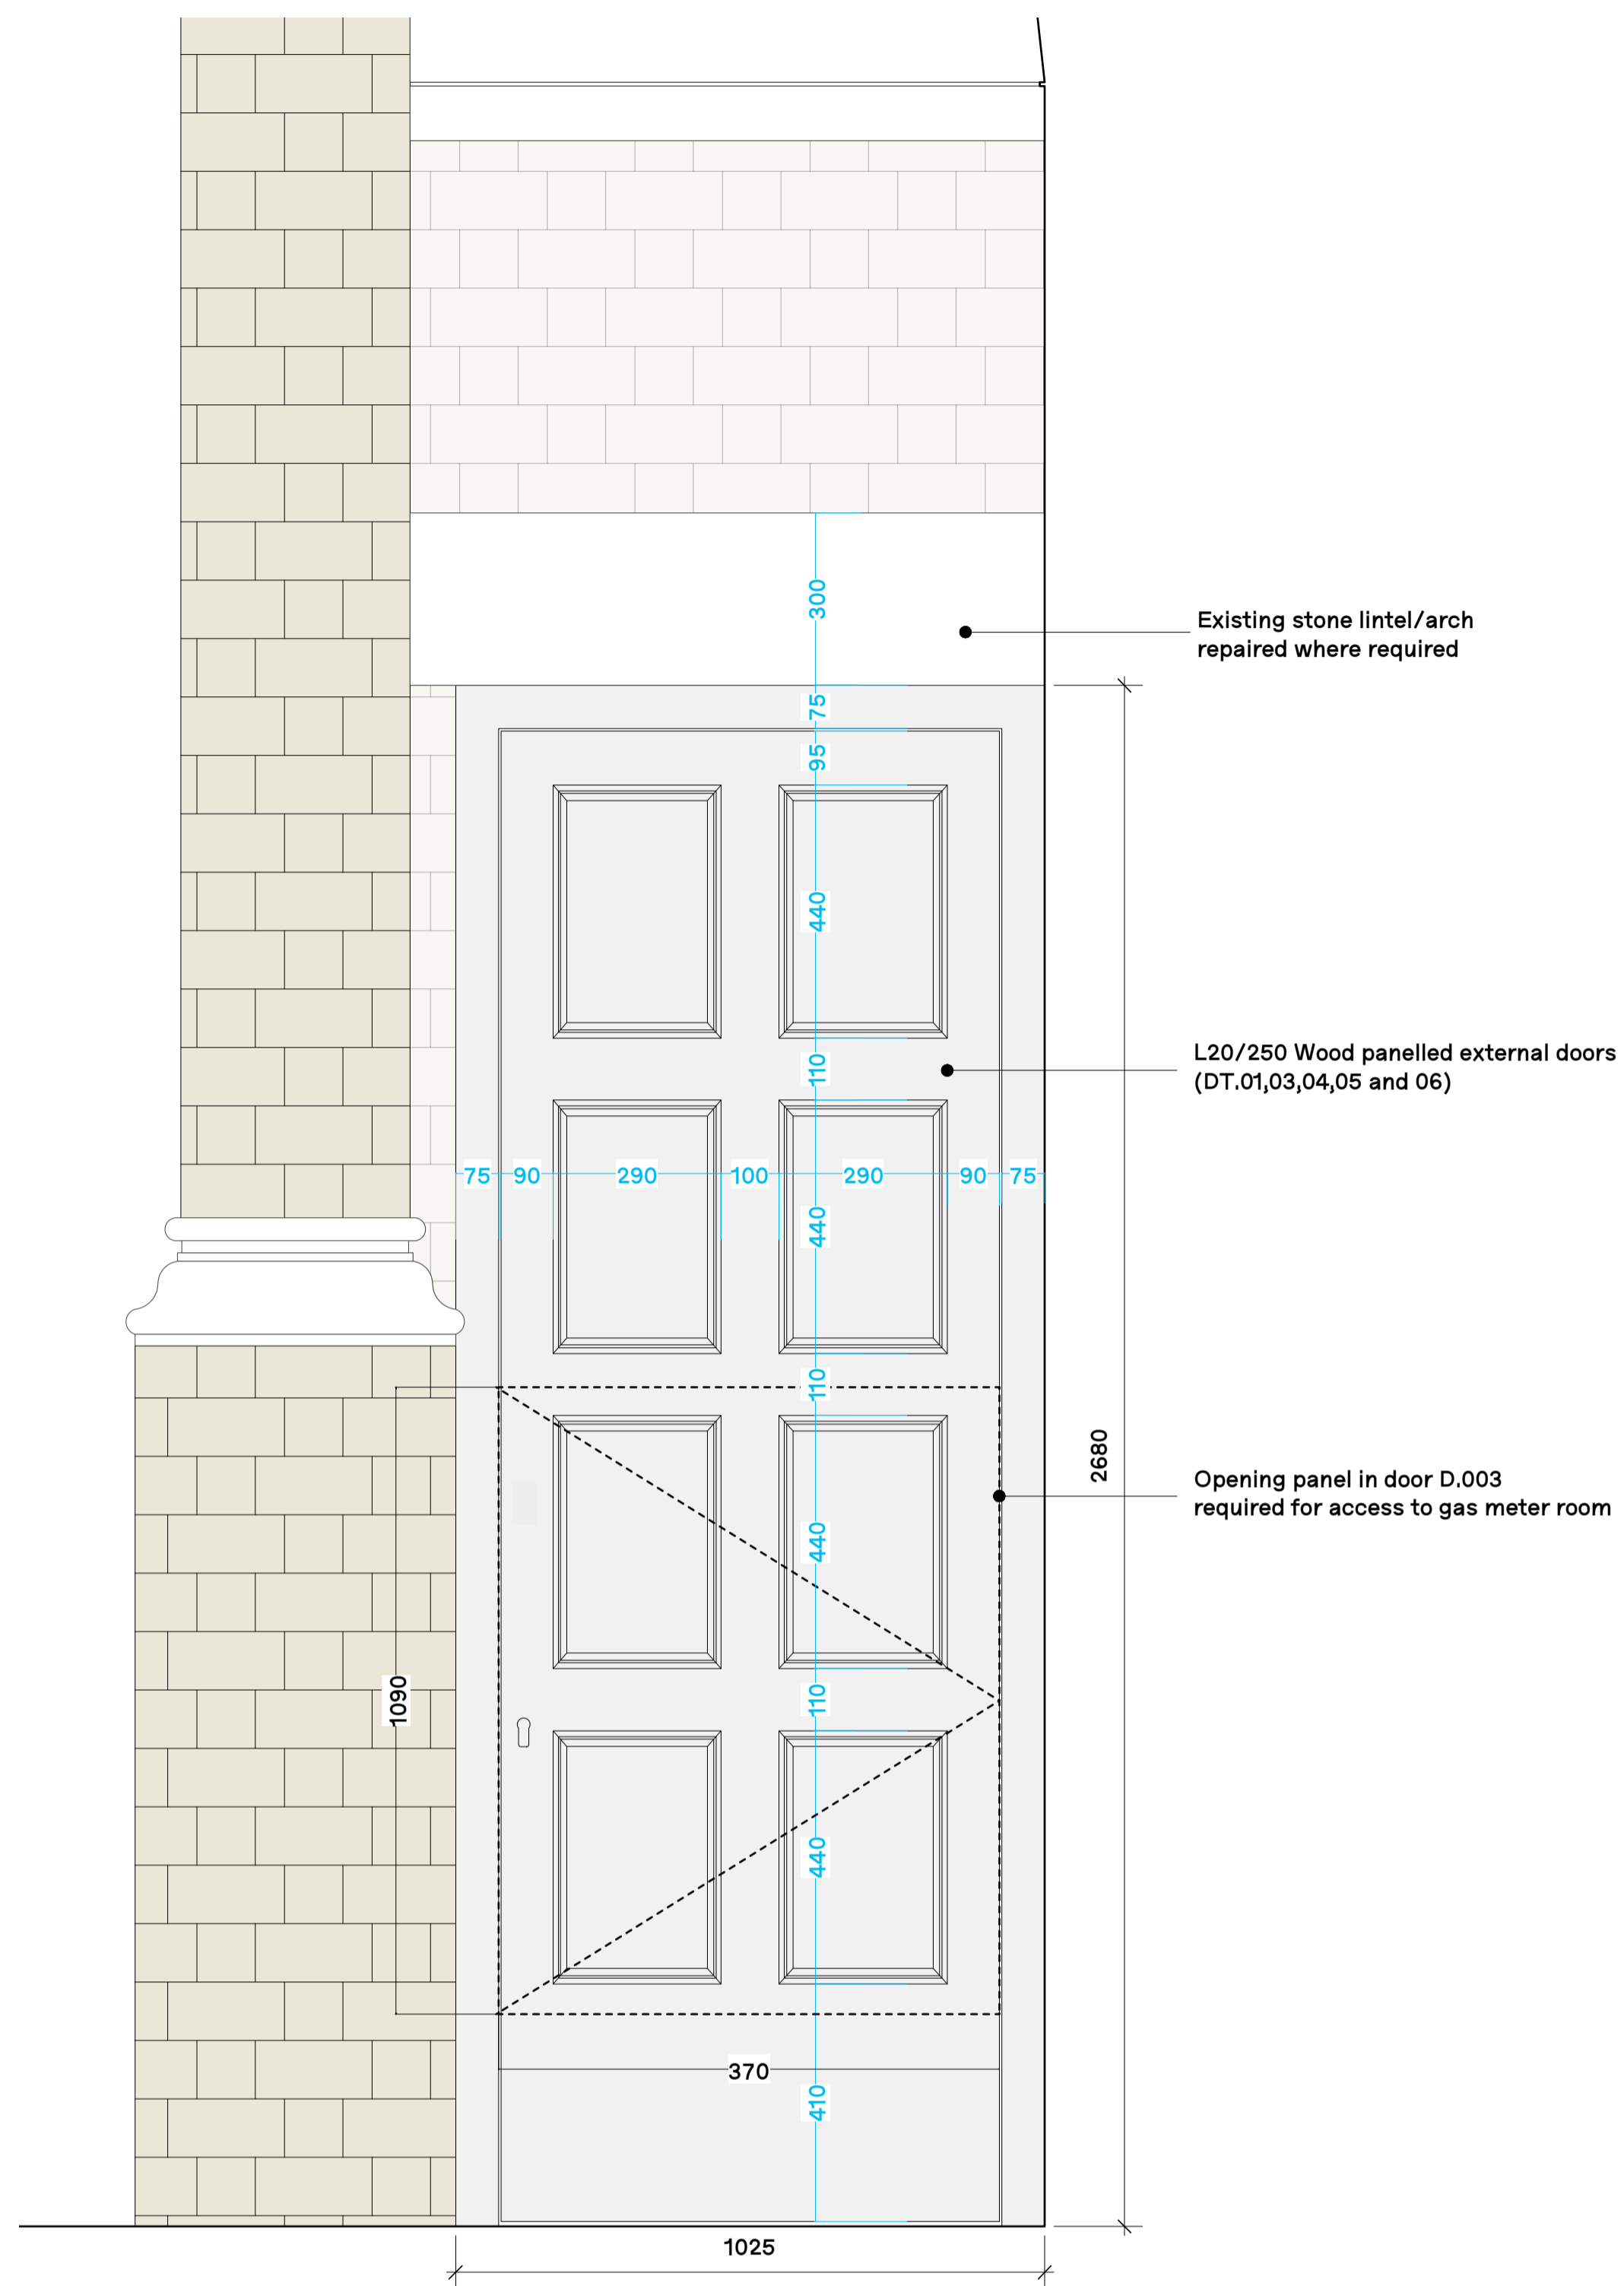 300
Existing stone lintel/arch
repaired where required
75
95
440
L20/250 Wood panelled external doors
(DT.01,03,04,05 and 06)
110
75 90 290 100 290 90 75
440
110
2680
Opening panel in door D.003
required for access to gas meter room
440
1090
110
440
370
410
1025